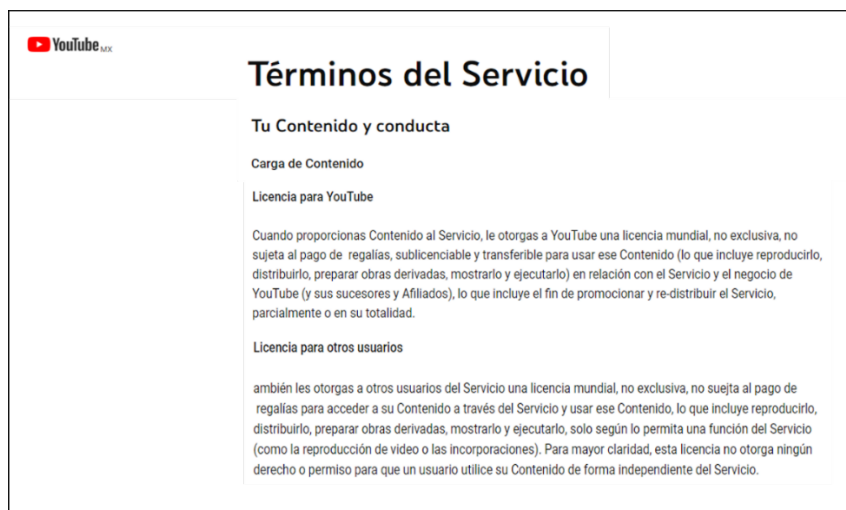 YouTube MX
Términos del Servicio
Tu Contenido y conducta
Carga de Contenido
Licencia para YouTube
Cuando proporcionas Contenido al Servicio, le otorgas a YouTube una licencia mundial, no exclusiva, no
sujeta al pago de regalías, sublicenciable y transferible para usar ese Contenido (lo que incluye reproducirlo,
distribuirlo, preparar obras derivadas, mostrarlo y ejecutarlo) en relación con el Servicio y el negocio de
YouTube (y sus sucesores y Afiliados), lo que incluye el fin de promocionar y re-distribuir el Servicio,
parcialmente o en su totalidad.
Licencia para otros usuarios
ambién les otorgas a otros usuarios del Servicio una licencia mundial, no exclusiva, no suejta al pago de
regalías para acceder a su Contenido a través del Servicio y usar ese Contenido, lo que incluye reproducirlo,
distribuirlo, preparar obras derivadas, mostrarlo y ejecutarlo, solo según lo permita una función del Servicio
(como la reproducción de video o las incorporaciones). Para mayor claridad, esta licencia no otorga ningún
derecho o permiso para que un usuario utilice su Contenido de forma independiente del Servicio.